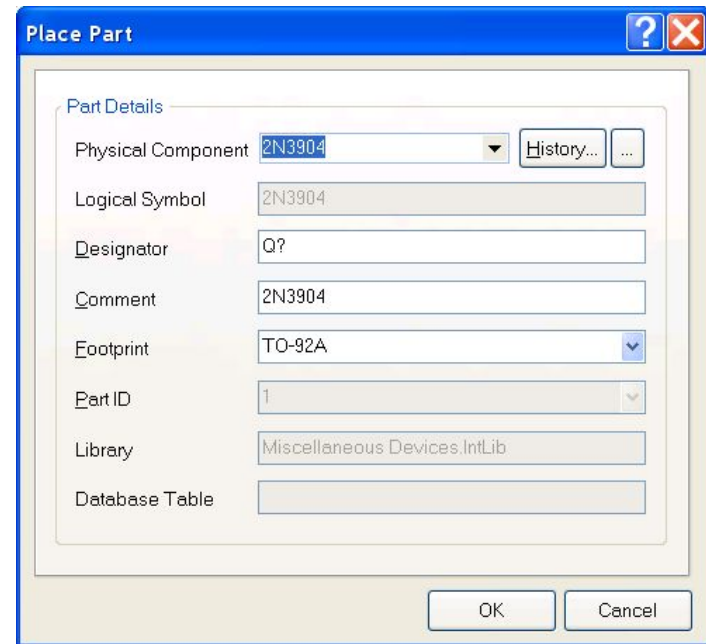 Place Part
Part Details
Physical Component 2N3904 History... ...
Logical Symbol 2N3904
Designator Q?
Comment 2N3904
Footprint TO-92A
Part ID 1
Library Miscellaneous Devices.IntLib
Database Table
OK Cancel